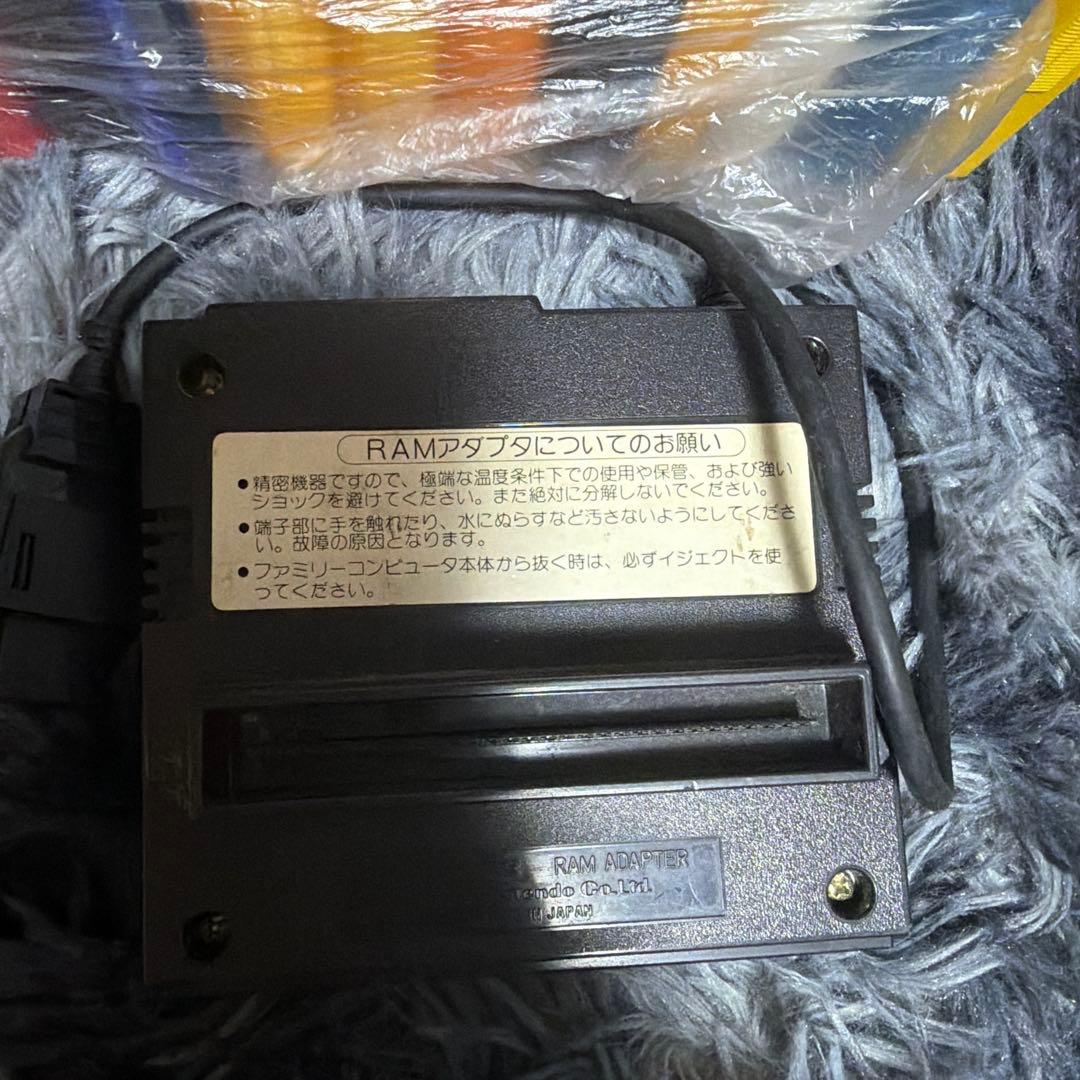 RAMアダプタについてのお願い
●精密機器ですので、極端な温度条件下での使用や保管、および強い
ショックを避けてください。また絶対に分解しないでください。
●端子部に手を触れたり、水にぬらすなど汚さないようにしてくださ
い。故障の原因となります。
●ファミリーコンピュータ本体から抜く時は、必ずイジェクトを使
ってください。
RAM ADAPTER
Co.,Ltd.
JAPAN